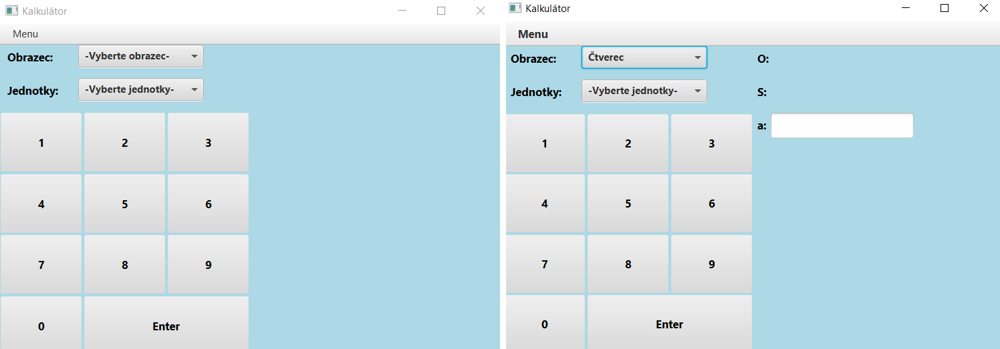 Kalkulátor
Menu
Obrazec: -Vyberte obrazec-
Jednotky: -Vyberte jednotky-
1 2 3
4 5 6
7 8 9
0 Enter
Kalkulátor
Menu
Obrazec: Čtverec O:
Jednotky: -Vyberte jednotky- S:
a:
1 2 3
4 5 6
7 8 9
0 Enter